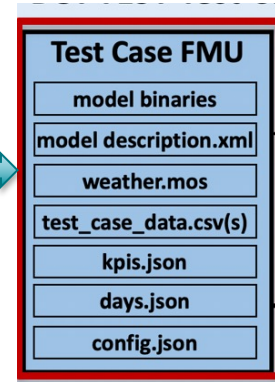 Test Case FMU
model binaries
model description.xml
weather.mos
test_case_data.csv(s)
kpis.json
days.json
config.json